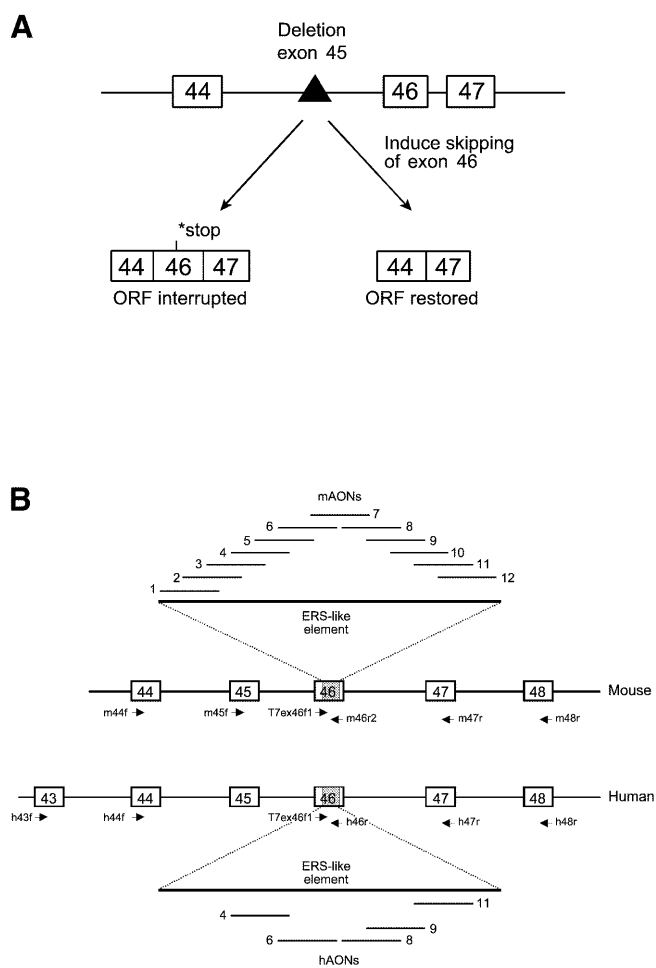 A
Deletion
exon 45
44
46
47
Induce skipping
of exon 46
*stop
44 46 47
44 47
ORF interrupted
ORF restored
B
mAONs
7
6
8
5
9
4
10
3
11
2
12
1
ERS-like
element
44
45
46
47
48
Mouse
m44f
m45f
T7ex46f1
m46r2
m47r
m48r
43
44
45
46
47
48
Human
h43f
h44f
T7ex46f1
h46r
h47r
h48r
ERS-like
element
11
4
9
6
8
hAONs